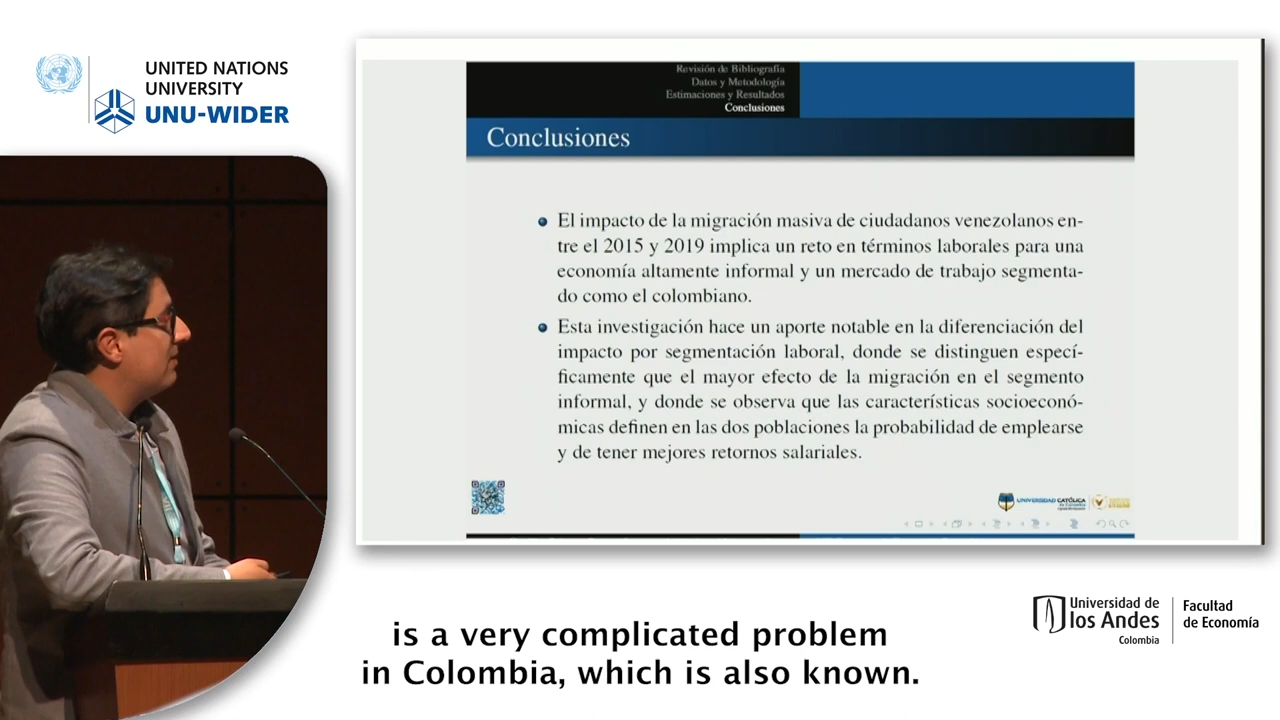 UNITED NATIONS
UNIVERSITY
UNU-WIDER
Revisión de Bibliografía
Datos y Metodología
Estimaciones y Resultados
Conclusiones
Conclusiones
El impacto de la migración masiva de ciudadanos venezolanos en-
tre el 2015 y 2019 implica un reto en términos laborales para una
economía altamente informal y un mercado de trabajo segmenta-
do como el colombiano.
Esta investigación hace un aporte notable en la diferenciación del
impacto por segmentación laboral, donde se distinguen especí-
ficamente que el mayor efecto de la migración en el segmento
informal, y donde se observa que las características socioeconó-
micas definen en las dos poblaciones la probabilidad de emplearse
y de tener mejores retornos salariales.
UNIVERSIDAD CATÓLICA
de Colombia
Universidad de
los Andes
Colombia
Facultad
de Economía
is a very complicated problem
in Colombia, which is also known.